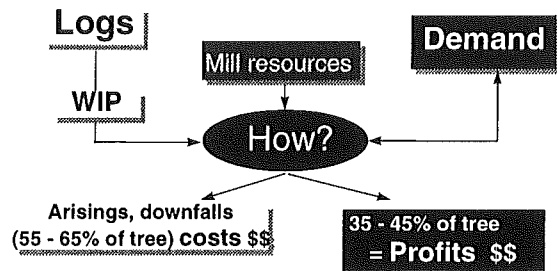 Logs
Demand
Mill resources
WIP
How?
Arisings, downfalls
(55 - 65% of tree) costs $$
35 - 45% of tree
= Profits $$